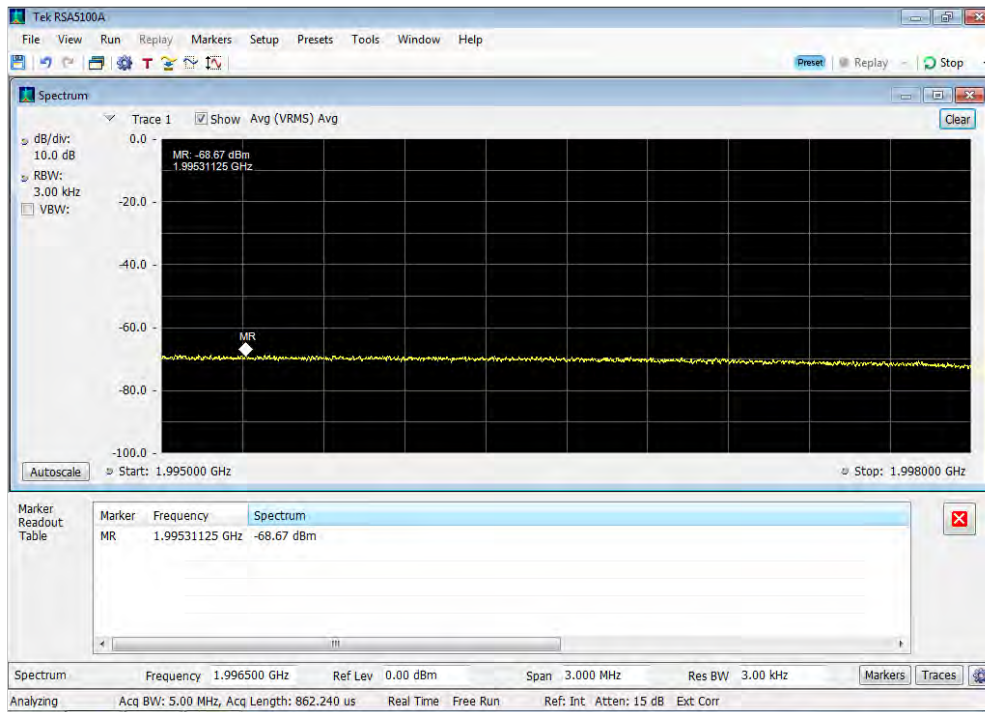 Tek RSA5100A
File View Run Replay Markers Setup Presets Tools Window Help
T Preset Replay Stop
Spectrum
Trace 1 Show Avg (VRMS) Avg Clear
dB/div: 0.0
10.0 dB MR: -68.67 dBm
RBW: 1.99531125 GHz
3.00 kHz
VBW: -20.0
-40.0
-60.0
MR
-80.0
-100.0
Autoscale Start: 1.995000 GHz Stop: 1.998000 GHz
Marker Readout Table
Marker Frequency Spectrum
MR 1.99531125 GHz -68.67 dBm
Spectrum Frequency 1.996500 GHz Ref Lev 0.00 dBm Span 3.000 MHz Res BW 3.00 kHz Markers Traces
Analyzing Acq BW: 5.00 MHz, Acq Length: 862.240 us Real Time Free Run Ref: Int Atten: 15 dB Ext Corr